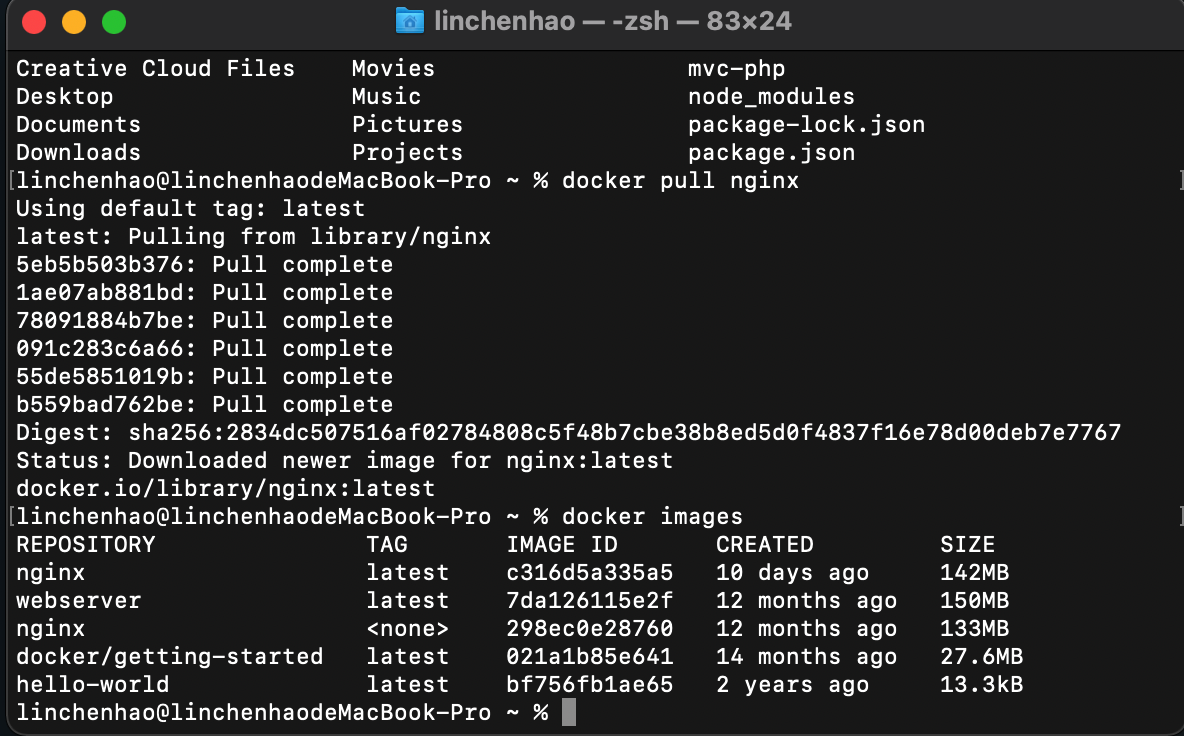 linchenhao — -zsh — 83×24
Creative Cloud Files    Movies                  mvc-php
Desktop                 Music                   node_modules
Documents               Pictures                package-lock.json
Downloads               Projects                package.json
[linchenhao@linchenhaodeMacBook-Pro ~ % docker pull nginx                          ]
Using default tag: latest
latest: Pulling from library/nginx
5eb5b503b376: Pull complete
1ae07ab881bd: Pull complete
78091884b7be: Pull complete
091c283c6a66: Pull complete
55de5851019b: Pull complete
b559bad762be: Pull complete
Digest: sha256:2834dc507516af02784808c5f48b7cbe38b8ed5d0f4837f16e78d00deb7e7767
Status: Downloaded newer image for nginx:latest
docker.io/library/nginx:latest
[linchenhao@linchenhaodeMacBook-Pro ~ % docker images                              ]
REPOSITORY               TAG       IMAGE ID       CREATED         SIZE
nginx                    latest    c316d5a335a5   10 days ago     142MB
webserver                latest    7da126115e2f   12 months ago   150MB
nginx                    <none>    298ec0e28760   12 months ago   133MB
docker/getting-started   latest    021a1b85e641   14 months ago   27.6MB
hello-world              latest    bf756fb1ae65   2 years ago     13.3kB
linchenhao@linchenhaodeMacBook-Pro ~ %